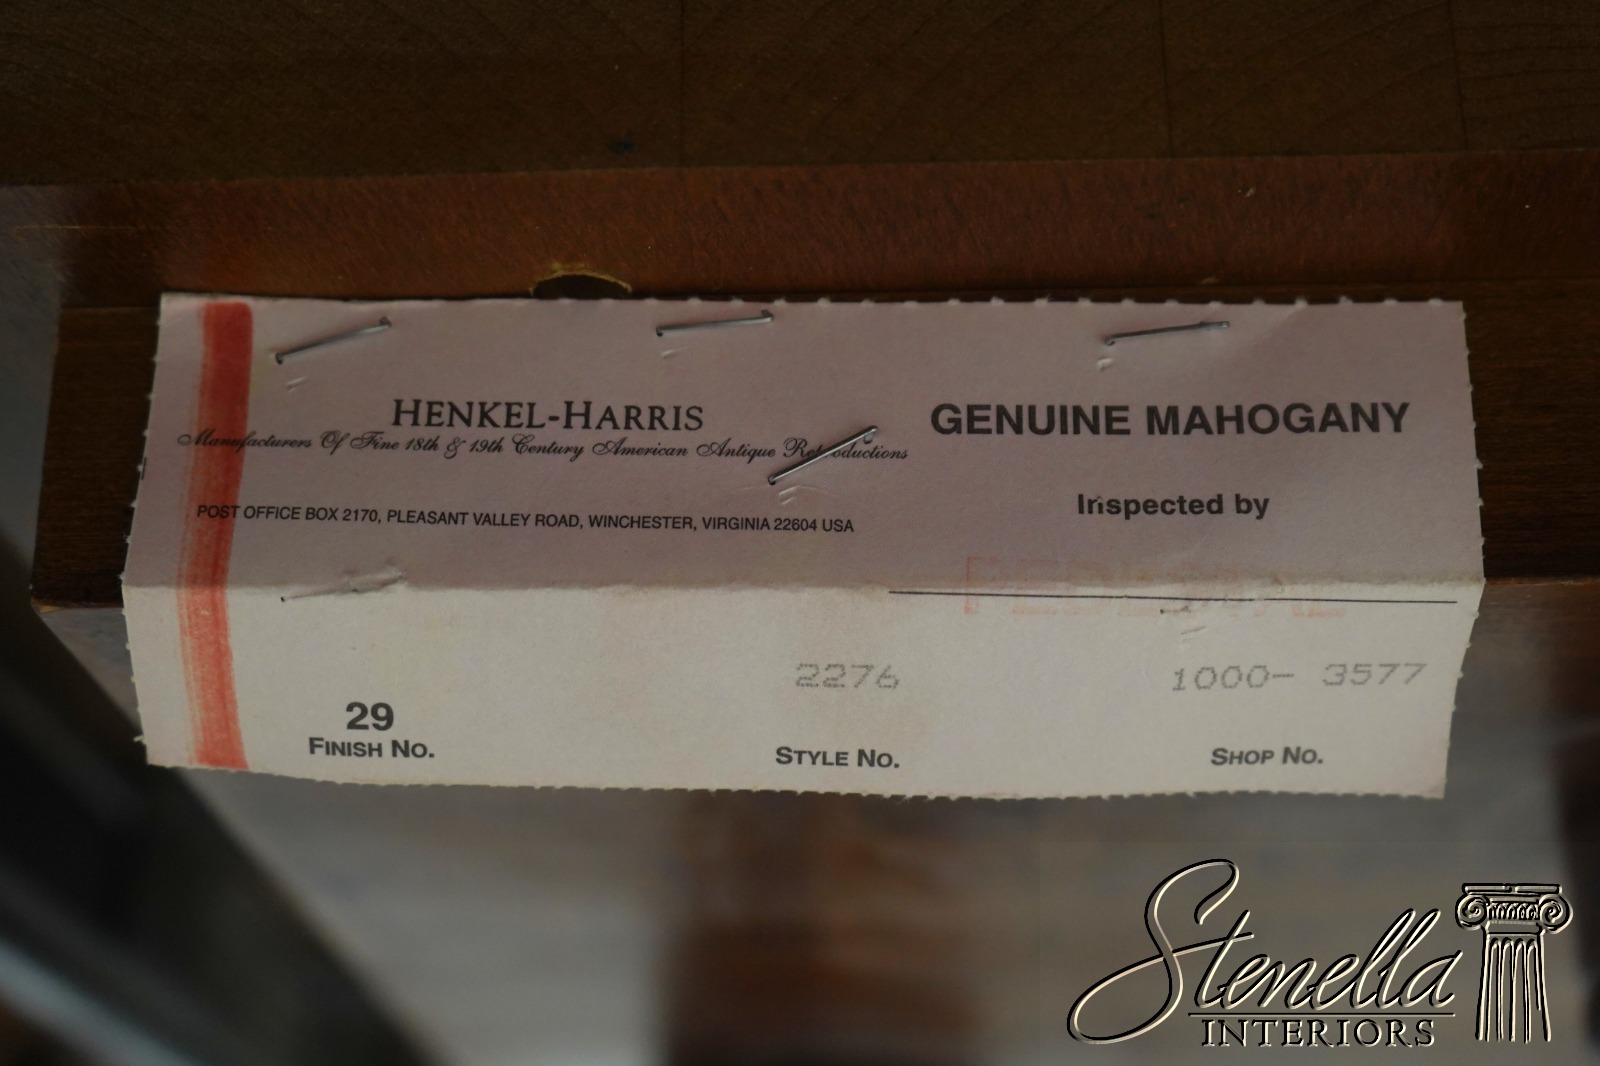 HENKEL-HARRIS
Manufacturers Of Fine 18th & 19th Century American Antique Reproductions
POST OFFICE BOX 2170, PLEASANT VALLEY ROAD, WINCHESTER, VIRGINIA 22604 USA
GENUINE MAHOGANY
Inspected by
29
FINISH NO.
2276
STYLE NO.
1000- 3577
SHOP NO.
Stenella
INTERIORS